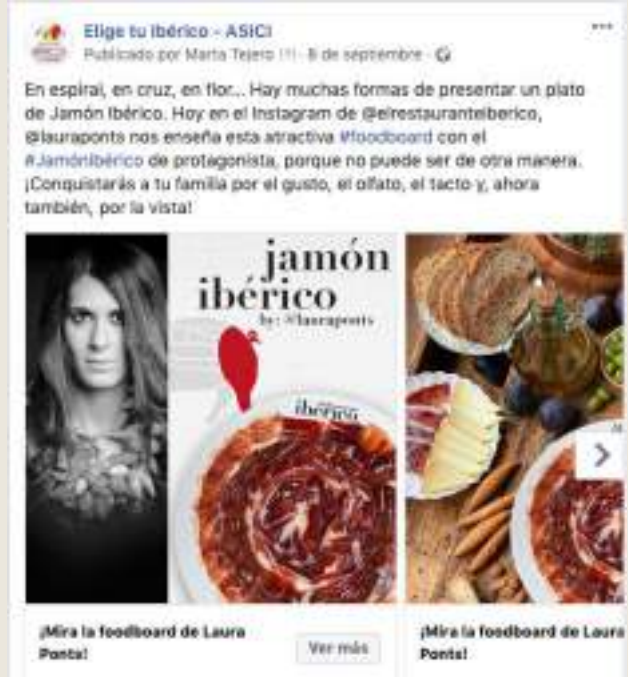 Elige tu Ibérico - ASICI
Publicado por Marta Tejero · 8 de septiembre ·
En espiral, en cruz, en flor... Hay muchas formas de presentar un plato
de Jamón Ibérico. Hoy en el Instagram de @elrestauranteiberico,
@lauraponts nos enseña esta atractiva #foodboard con el
#JamónIbérico de protagonista, porque no puede ser de otra manera.
¡Conquistarás a tu familia por el gusto, el olfato, el tacto y, ahora
también, por la vista!
jamón
ibérico
by: @lauraponts
ibérico
¡Mira la foodboard de Laura
Ponts!
Ver más
¡Mira la foodboard de Laura
Ponts!